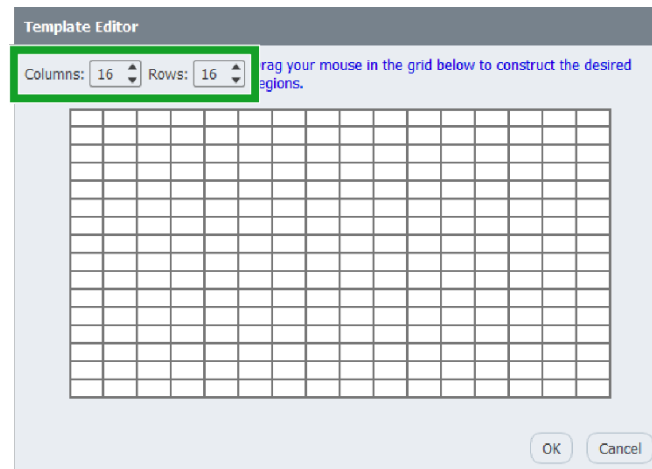 Template Editor
Columns: 16 Rows: 16 rag your mouse in the grid below to construct the desired
egions.
OK Cancel